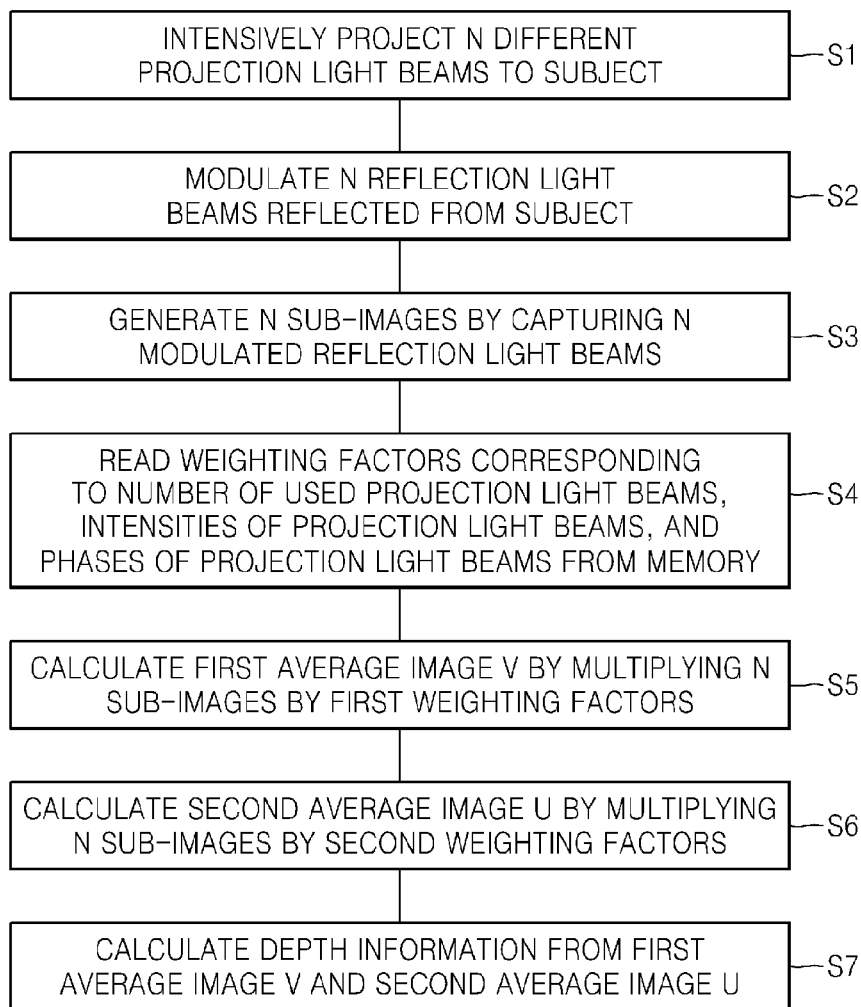 INTENSIVELY PROJECT N DIFFERENT
PROJECTION LIGHT BEAMS TO SUBJECT
S1
MODULATE N REFLECTION LIGHT
BEAMS REFLECTED FROM SUBJECT
S2
GENERATE N SUB-IMAGES BY CAPTURING N
MODULATED REFLECTION LIGHT BEAMS
S3
READ WEIGHTING FACTORS CORRESPONDING
TO NUMBER OF USED PROJECTION LIGHT BEAMS,
INTENSITIES OF PROJECTION LIGHT BEAMS, AND
PHASES OF PROJECTION LIGHT BEAMS FROM MEMORY
S4
CALCULATE FIRST AVERAGE IMAGE V BY MULTIPLYING N
SUB-IMAGES BY FIRST WEIGHTING FACTORS
S5
CALCULATE SECOND AVERAGE IMAGE U BY MULTIPLYING
N SUB-IMAGES BY SECOND WEIGHTING FACTORS
S6
CALCULATE DEPTH INFORMATION FROM FIRST
AVERAGE IMAGE V AND SECOND AVERAGE IMAGE U
S7